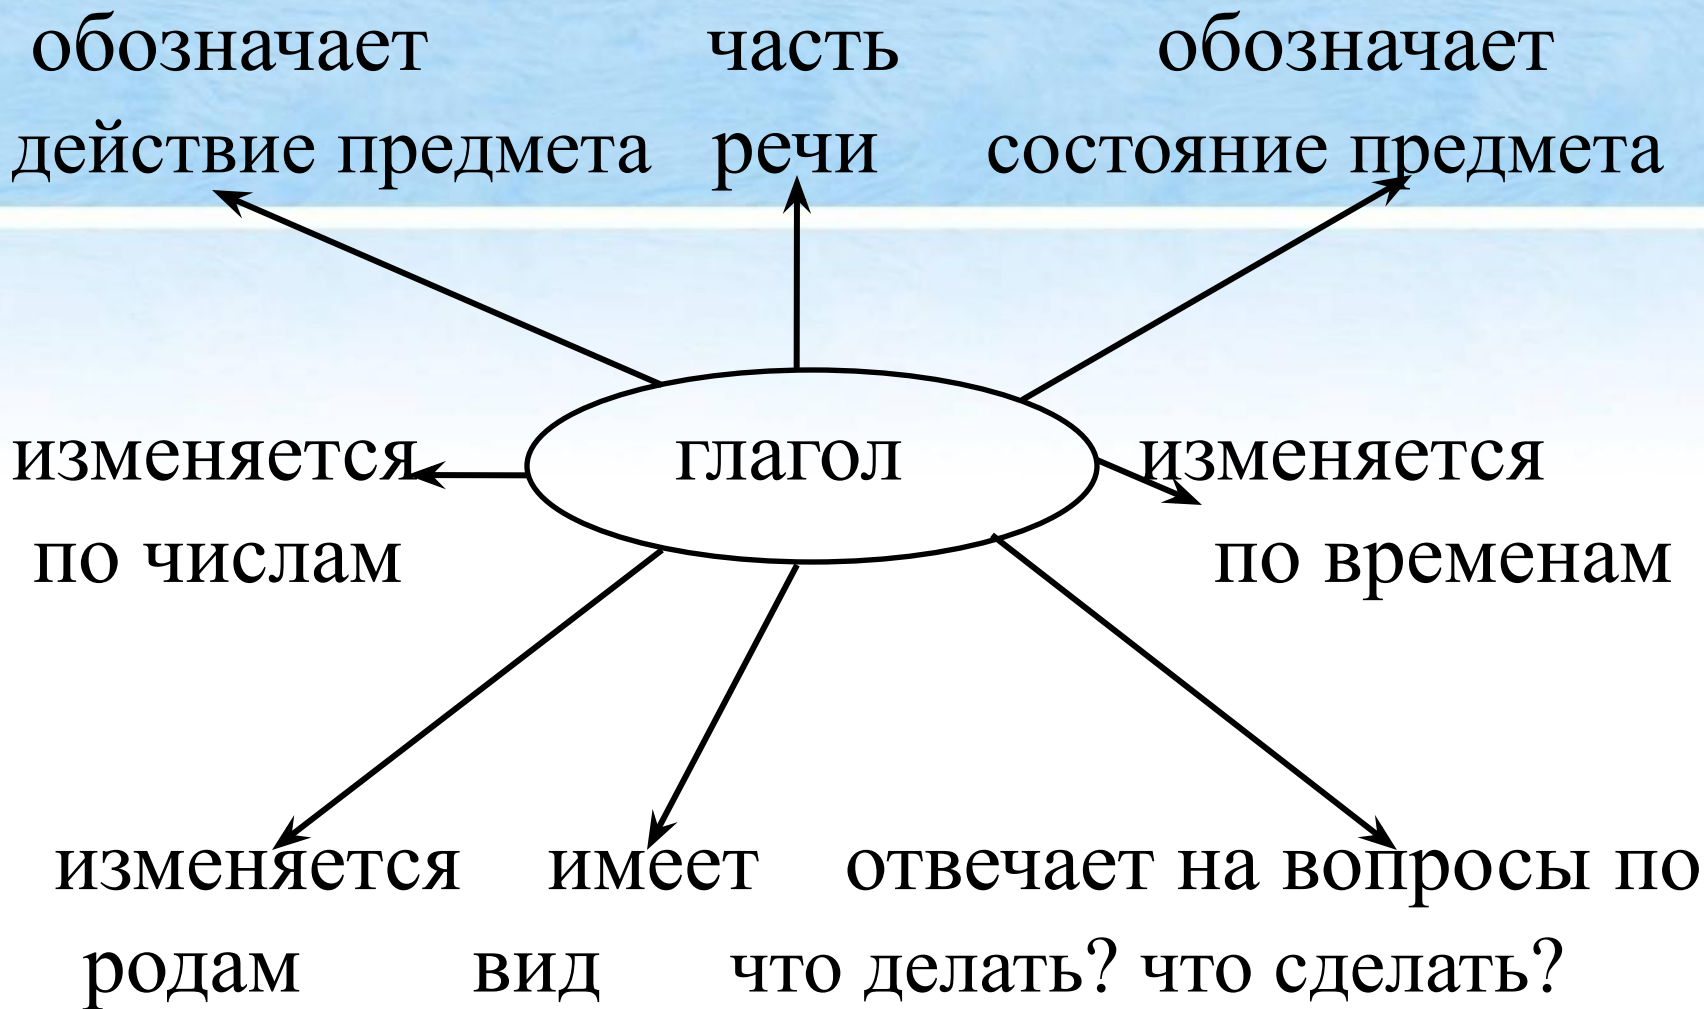 обозначает часть обозначает
действие предмета речи состояние предмета
изменяется глагол изменяется
по числам по временам
изменяется имеет отвечает на вопросы по
родам вид что делать? что сделать?